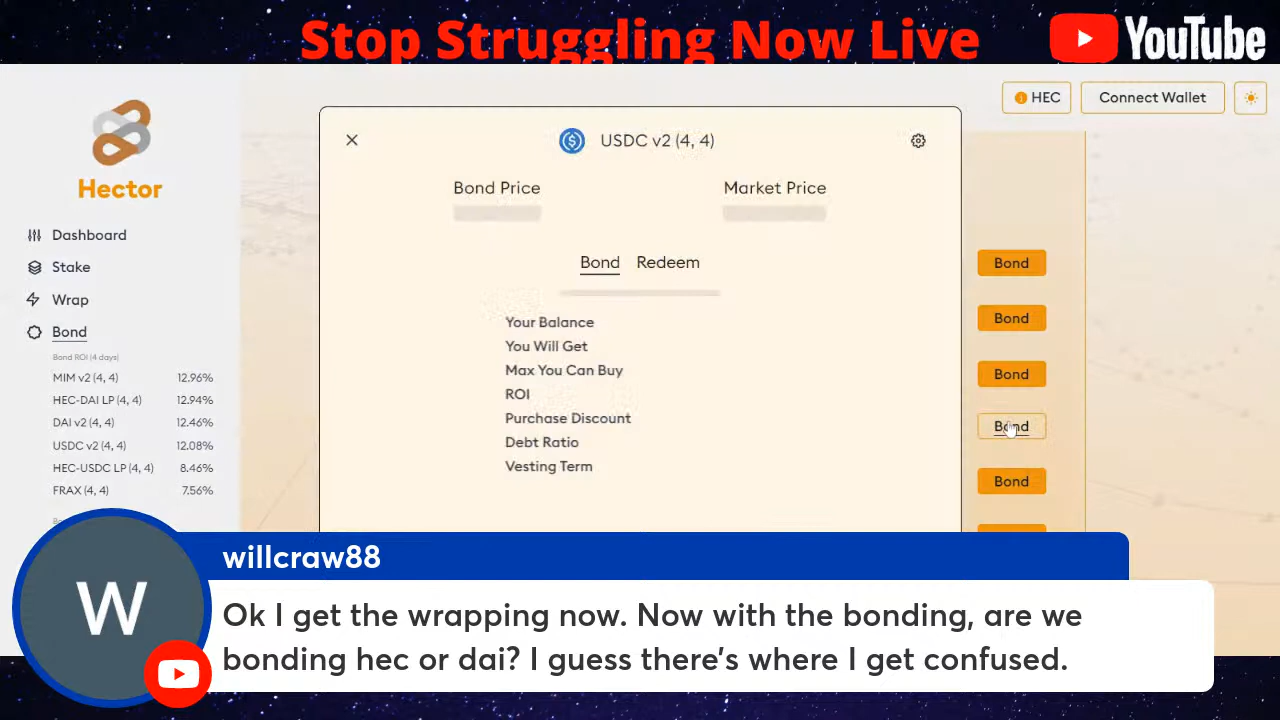 Stop Struggling Now Live
YouTube
HEC
Connect Wallet
Hector
Dashboard
Stake
Wrap
Bond
Bond ROI (4 days)
MIM v2 (4, 4) 12.96%
HEC-DAI LP (4, 4) 12.94%
DAI v2 (4, 4) 12.46%
USDC v2 (4, 4) 12.08%
HEC-USDC LP (4, 4) 8.46%
FRAX (4, 4) 7.56%
USDC v2 (4, 4)
Bond Price Market Price
Bond Redeem
Your Balance
You Will Get
Max You Can Buy
ROI
Purchase Discount
Debt Ratio
Vesting Term
Bond
Bond
Bond
Bond
Bond
W
willcraw88
Ok I get the wrapping now. Now with the bonding, are we
bonding hec or dai? I guess there's where I get confused.